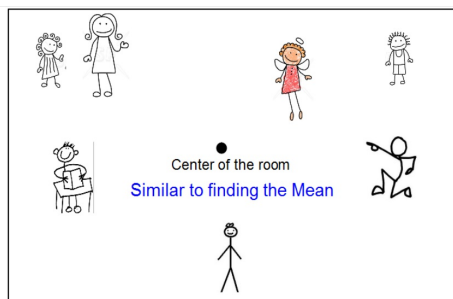 Center of the room
Similar to finding the Mean